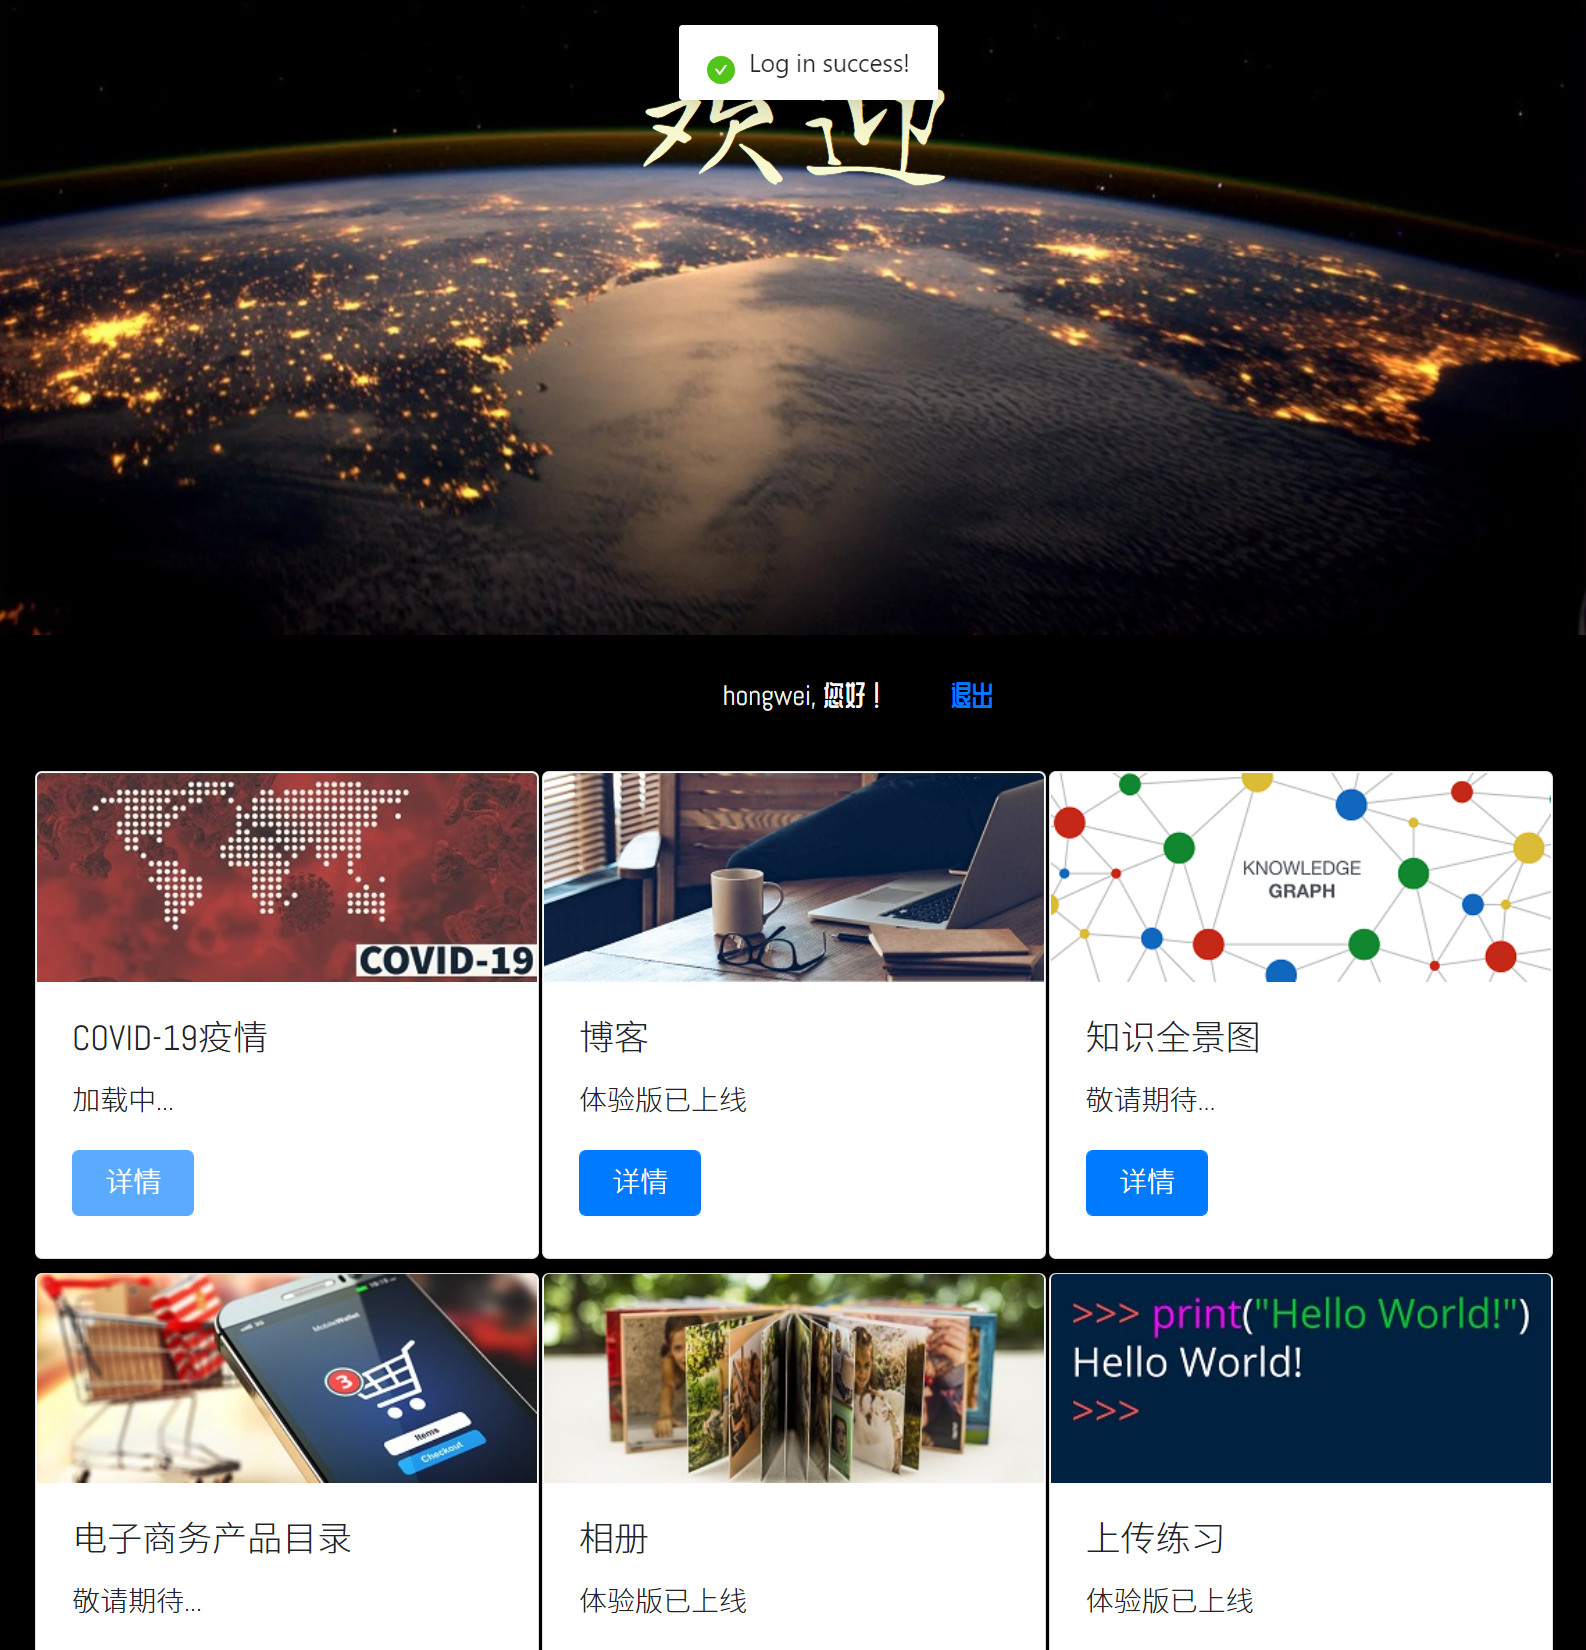 Log in success!
欢迎
hongwei, 您好！
退出
COVID-19
KNOWLEDGE
GRAPH
COVID-19疫情
博客
知识全景图
加载中...
体验版已上线
敬请期待...
详情
详情
详情
MobileWallet
3
Items
Checkout
>>> print("Hello World!")
Hello World!
>>>
电子商务产品目录
相册
上传练习
敬请期待...
体验版已上线
体验版已上线